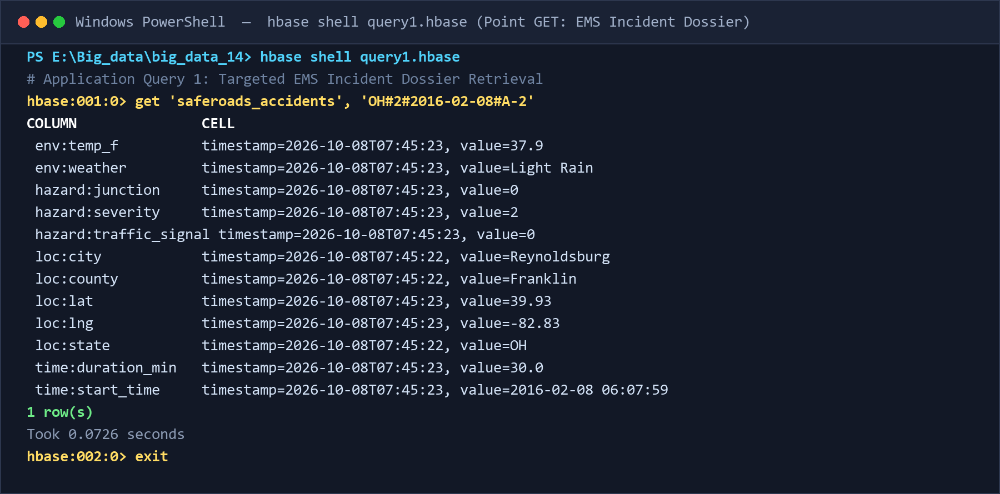 Windows PowerShell  —  hbase shell query1.hbase (Point GET: EMS Incident Dossier)
PS E:\Big_data\big_data_14> hbase shell query1.hbase
# Application Query 1: Targeted EMS Incident Dossier Retrieval
hbase:001:0> get 'saferoads_accidents', 'OH#2#2016-02-08#A-2'
COLUMN               CELL
 env:temp_f          timestamp=2026-10-08T07:45:23, value=37.9
 env:weather         timestamp=2026-10-08T07:45:23, value=Light Rain
 hazard:junction     timestamp=2026-10-08T07:45:23, value=0
 hazard:severity     timestamp=2026-10-08T07:45:23, value=2
 hazard:traffic_signal timestamp=2026-10-08T07:45:23, value=0
 loc:city            timestamp=2026-10-08T07:45:22, value=Reynoldsburg
 loc:county          timestamp=2026-10-08T07:45:22, value=Franklin
 loc:lat             timestamp=2026-10-08T07:45:23, value=39.93
 loc:lng             timestamp=2026-10-08T07:45:23, value=-82.83
 loc:state           timestamp=2026-10-08T07:45:22, value=OH
 time:duration_min   timestamp=2026-10-08T07:45:23, value=30.0
 time:start_time     timestamp=2026-10-08T07:45:23, value=2016-02-08 06:07:59
1 row(s)
Took 0.0726 seconds
hbase:002:0> exit